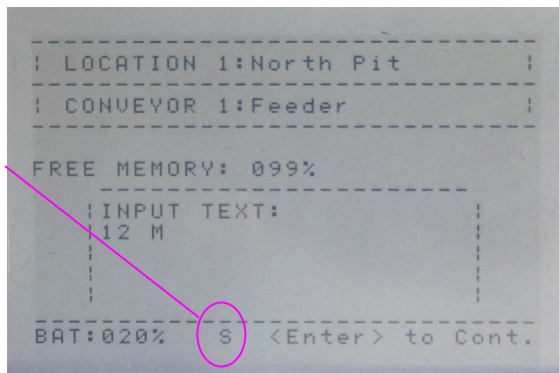 LOCATION 1:North Pit
CONVEYOR 1:Feeder
FREE MEMORY: 099%
INPUT TEXT:
12 M
BAT:020% S <Enter> to Cont.